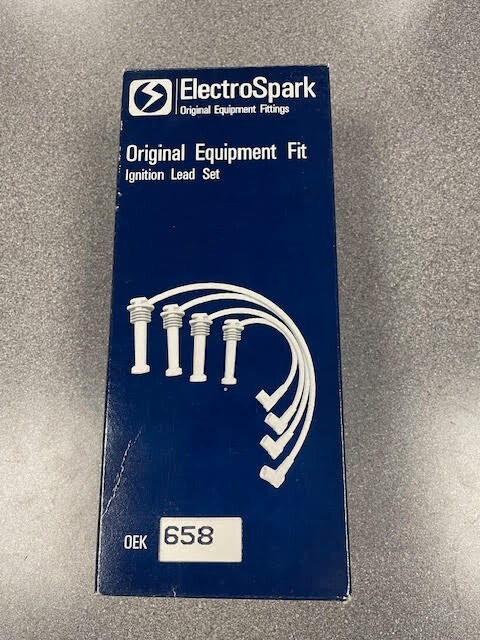 ElectroSpark
Original Equipment Fittings
Original Equipment Fit
Ignition Lead Set
OEK 658